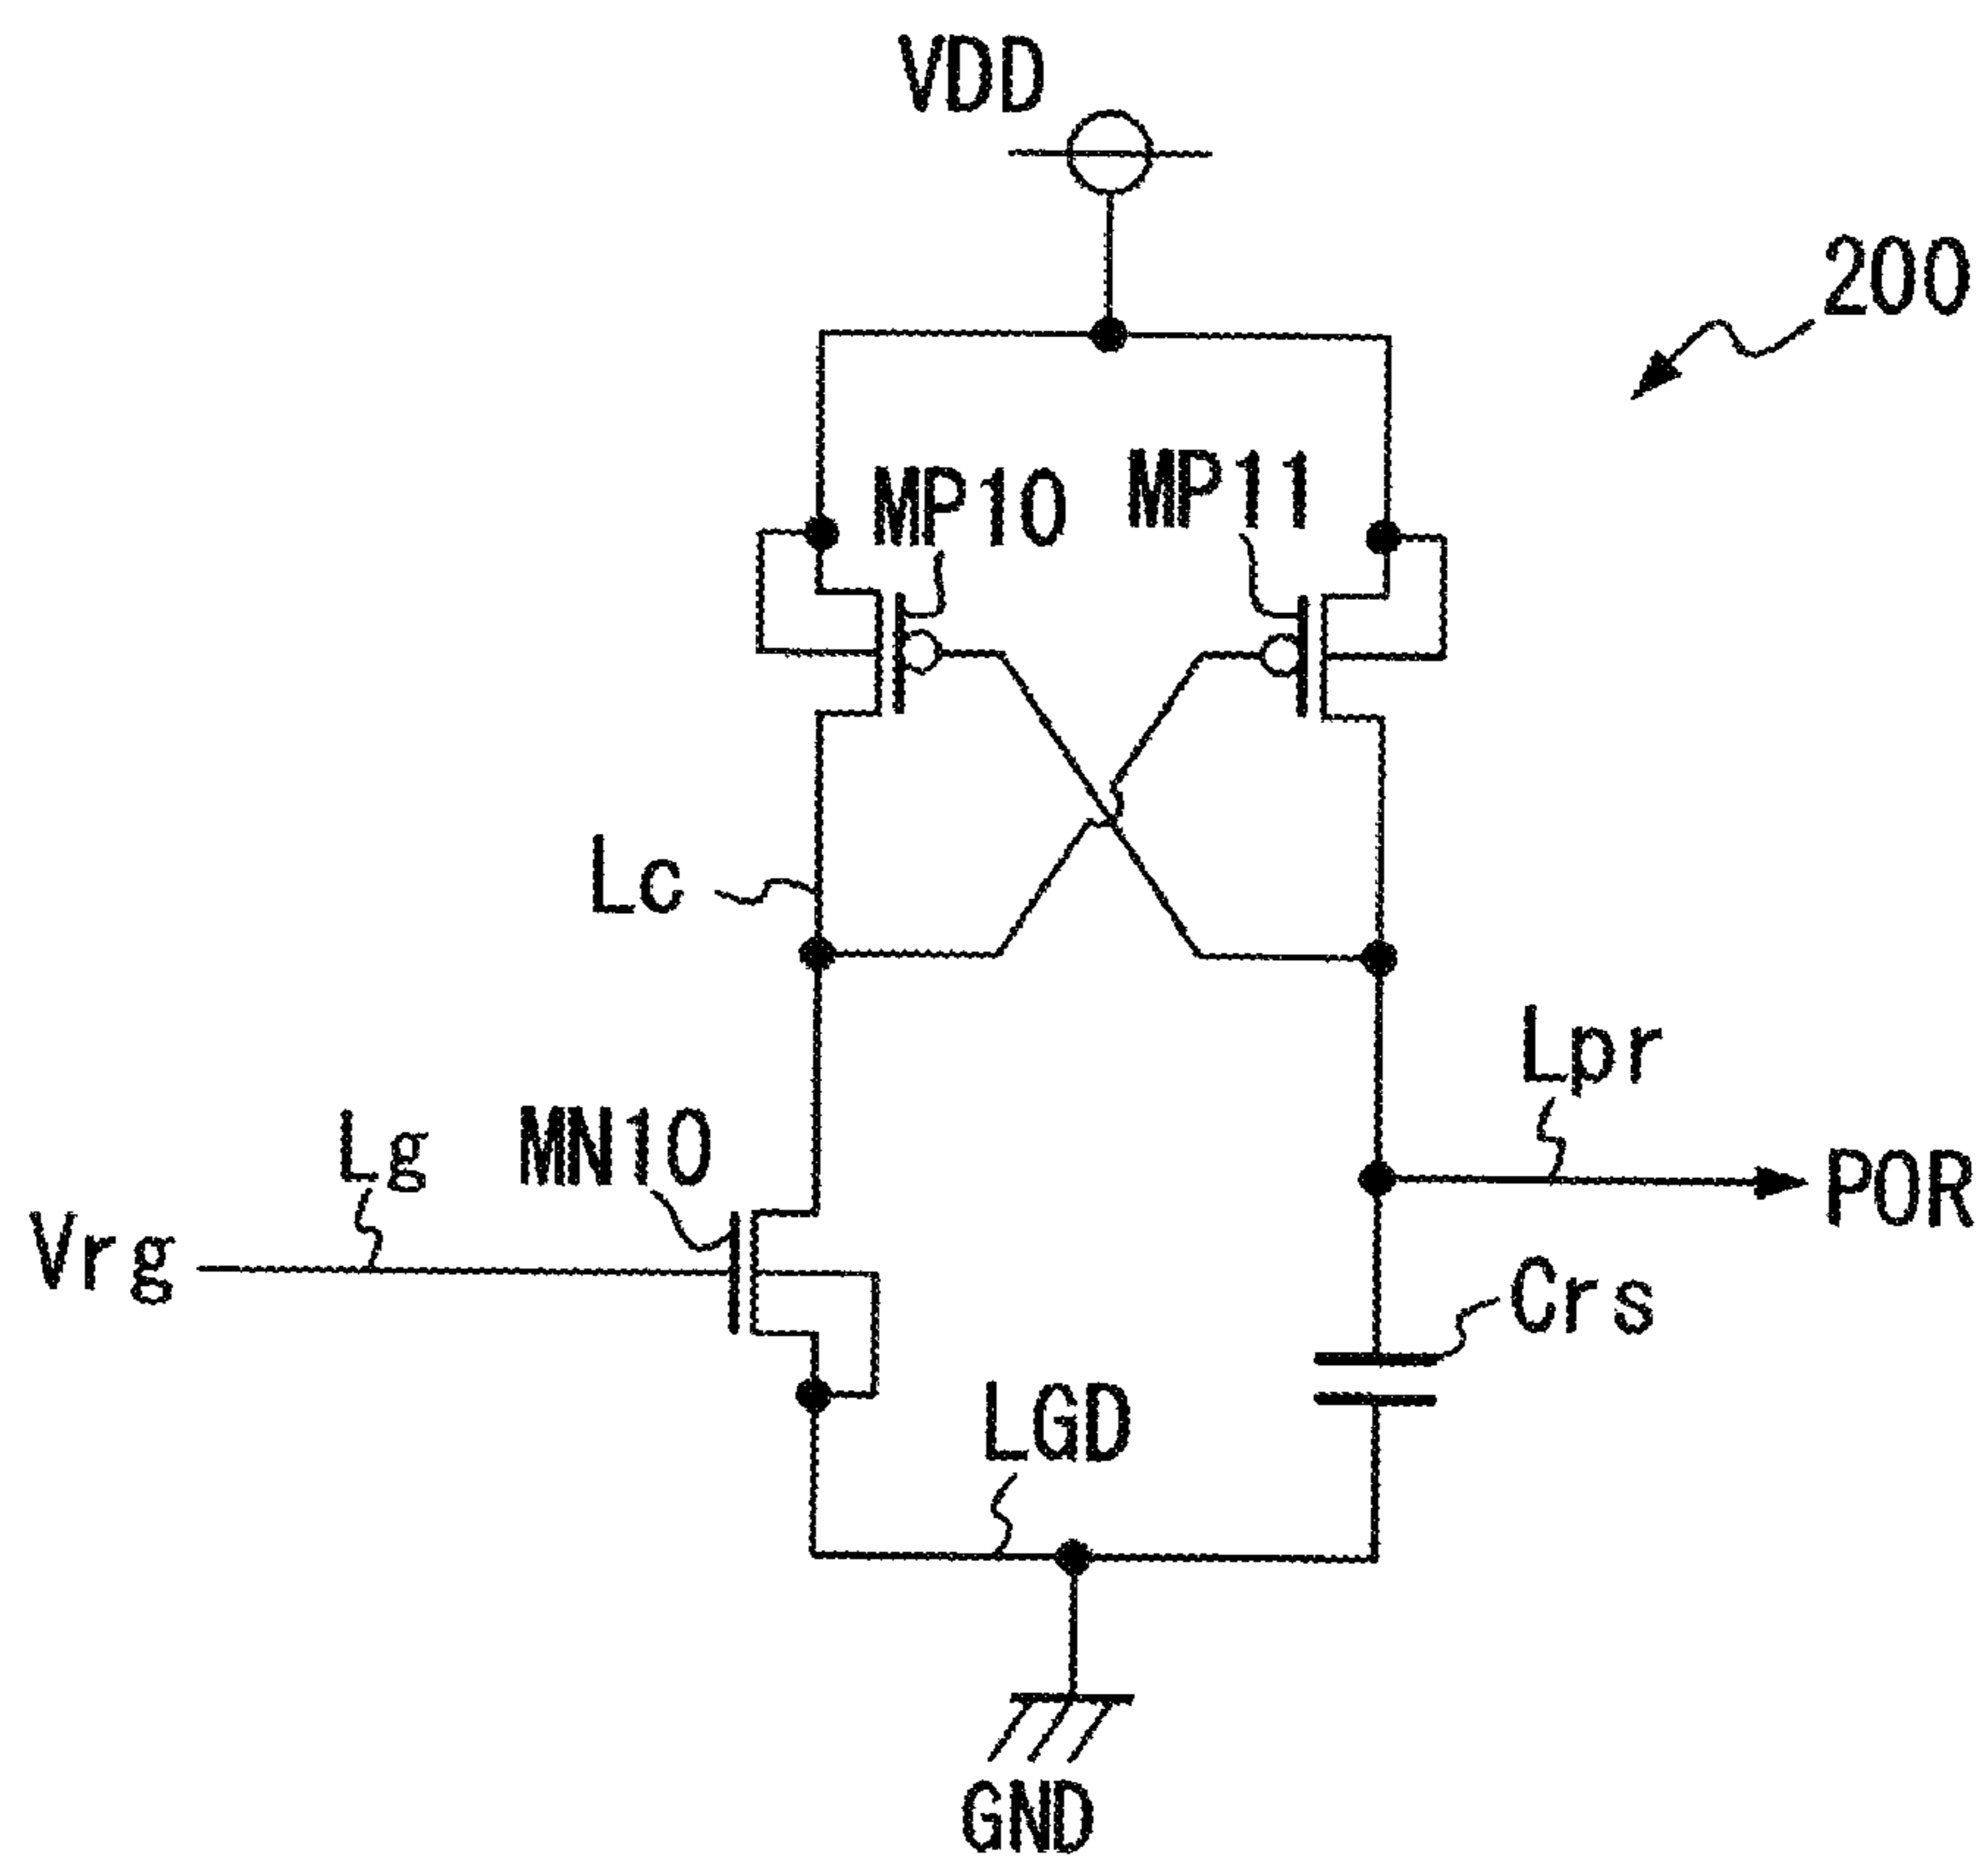 VDD
200
MP10
MP11
Lc
Lpr
Lg
MN10
POR
Vrg
Crs
LGD
GND